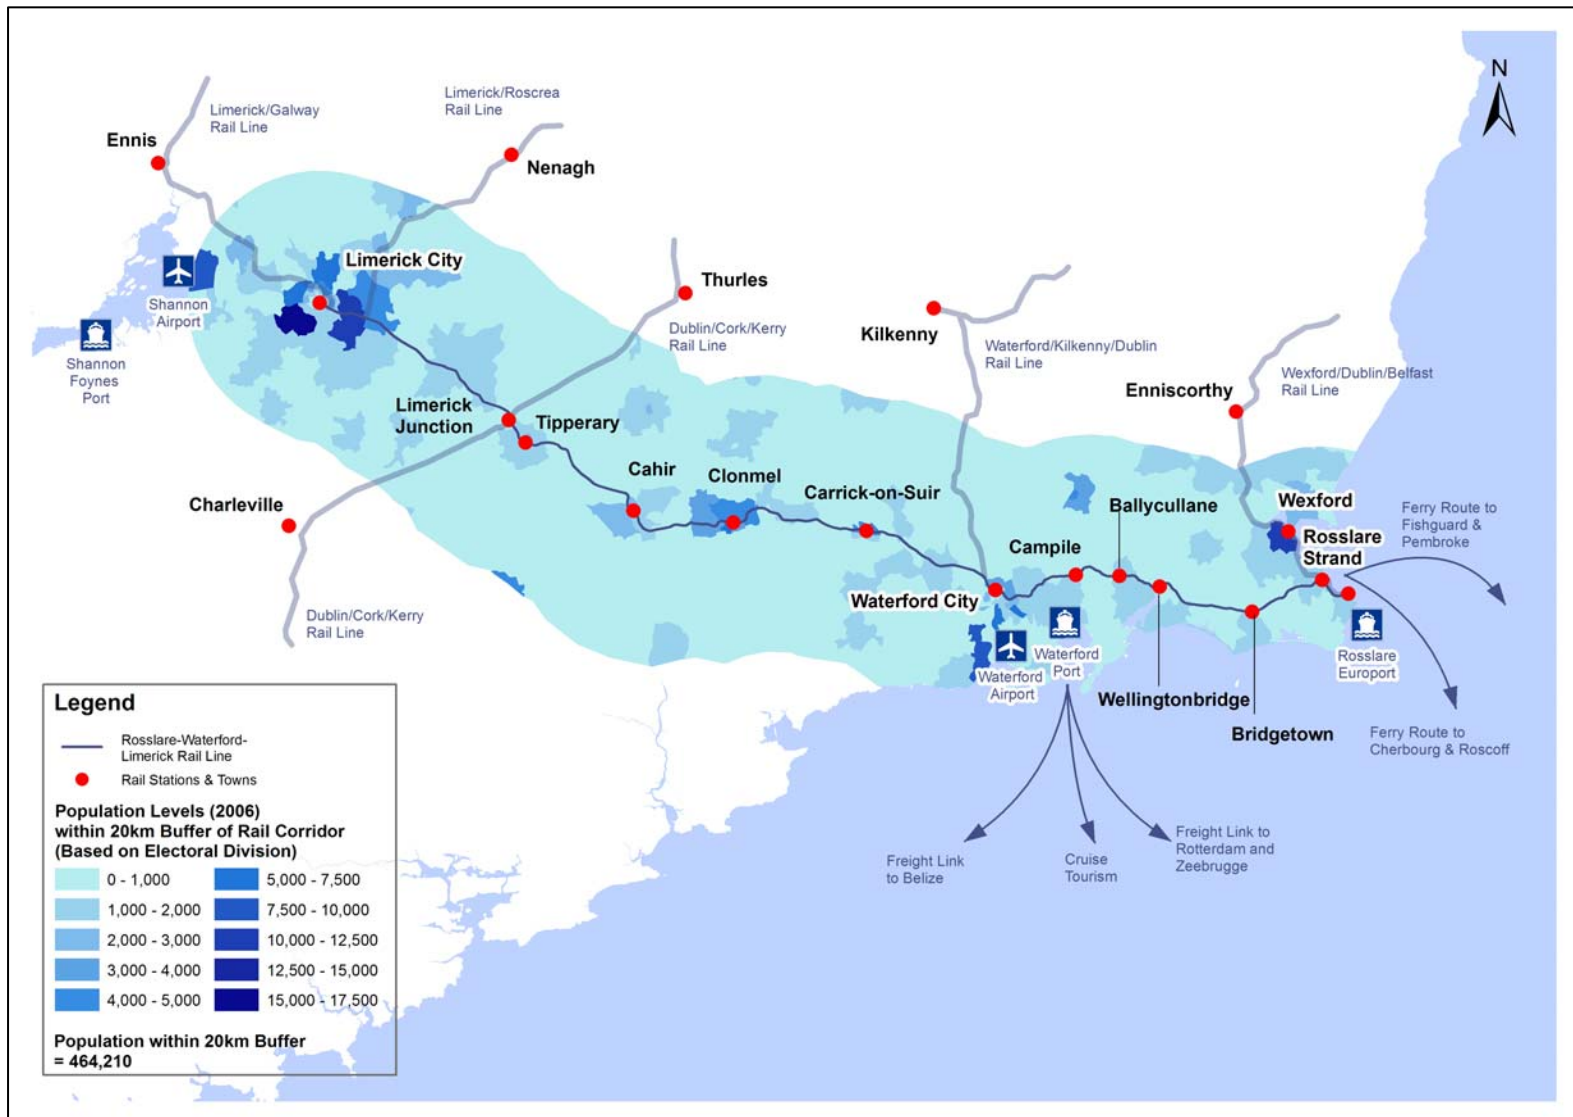 N
Limerick/Galway
Rail Line
Limerick/Roscrea
Rail Line
Ennis
Nenagh
Limerick City
Shannon
Airport
Shannon
Foynes
Port
Thurles
Dublin/Cork/Kerry
Rail Line
Kilkenny
Waterford/Kilkenny/Dublin
Rail Line
Enniscorthy
Wexford/Dublin/Belfast
Rail Line
Limerick
Junction
Tipperary
Cahir
Clonmel
Carrick-on-Suir
Charleville
Dublin/Cork/Kerry
Rail Line
Ballycullane
Campile
Wexford
Rosslare
Strand
Ferry Route to
Fishguard &
Pembroke
Waterford City
Waterford
Airport
Waterford
Port
Wellingtonbridge
Bridgetown
Rosslare
Europort
Ferry Route to
Cherbourg & Roscoff
Freight Link
to Belize
Cruise
Tourism
Freight Link to
Rotterdam and
Zeebrugge
Legend
Rosslare-Waterford-
Limerick Rail Line
Rail Stations & Towns
Population Levels (2006)
within 20km Buffer of Rail Corridor
(Based on Electoral Division)
0 - 1,000
1,000 - 2,000
2,000 - 3,000
3,000 - 4,000
4,000 - 5,000
5,000 - 7,500
7,500 - 10,000
10,000 - 12,500
12,500 - 15,000
15,000 - 17,500
Population within 20km Buffer
= 464,210